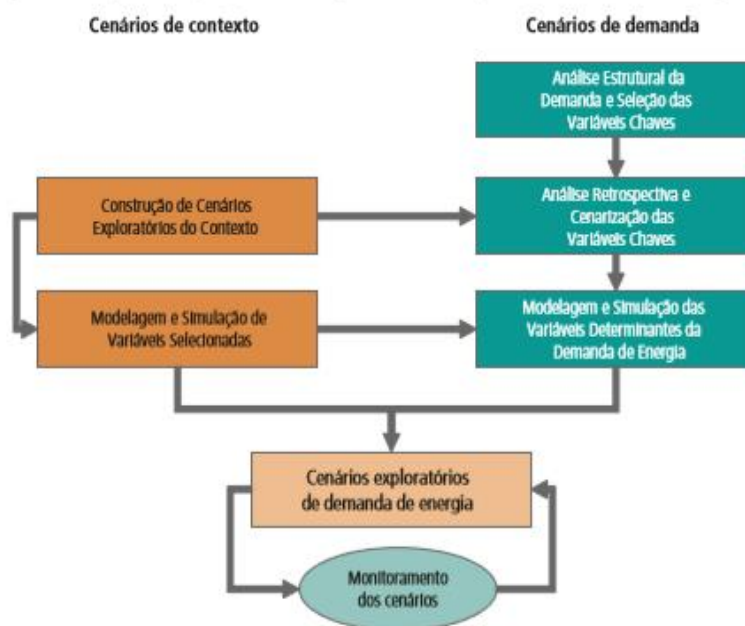 Cenários de contexto
Cenários de demanda
Análise Estrutural da
Demanda e Seleção das
Variáveis Chaves
Construção de Cenários
Exploratórios do Contexto
Análise Retrospectiva e
Cenarização das
Variáveis Chaves
Modelagem e Simulação de
Variáveis Selecionadas
Modelagem e Simulação das
Variáveis Determinantes da
Demanda de Energia
Cenários exploratórios
de demanda de energia
Monitoramento
dos cenários